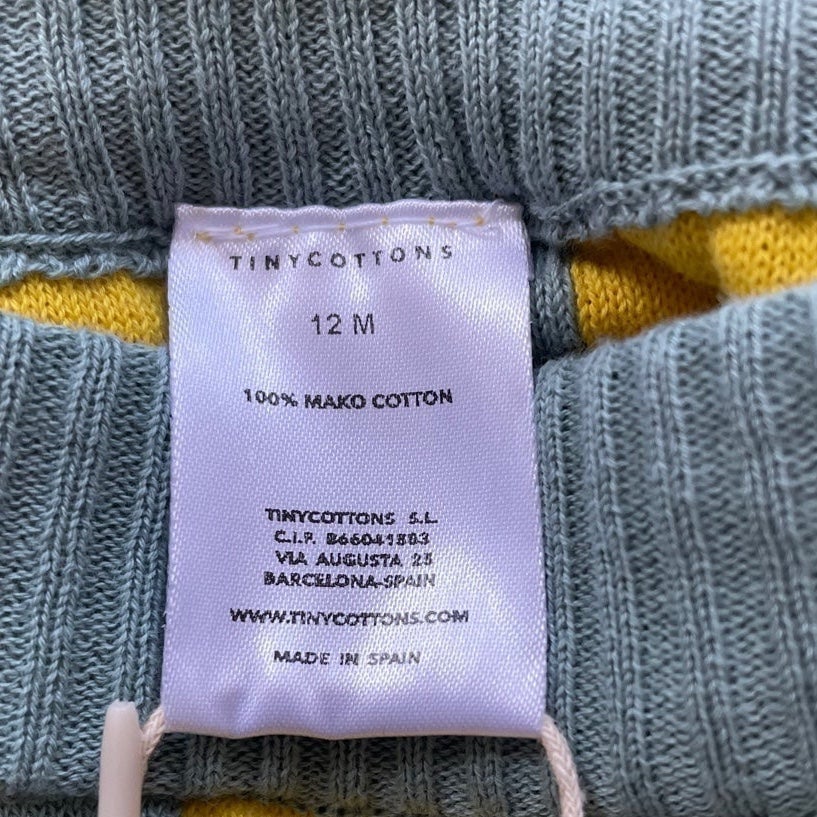 TINYCOTTONS
12 M
100% MAKO COTTON
TINYCOTTONS S.L.
C.I.F. B66041583
VIA AUGUSTA 25
BARCELONA-SPAIN
WWW.TINYCOTTONS.COM
MADE IN SPAIN